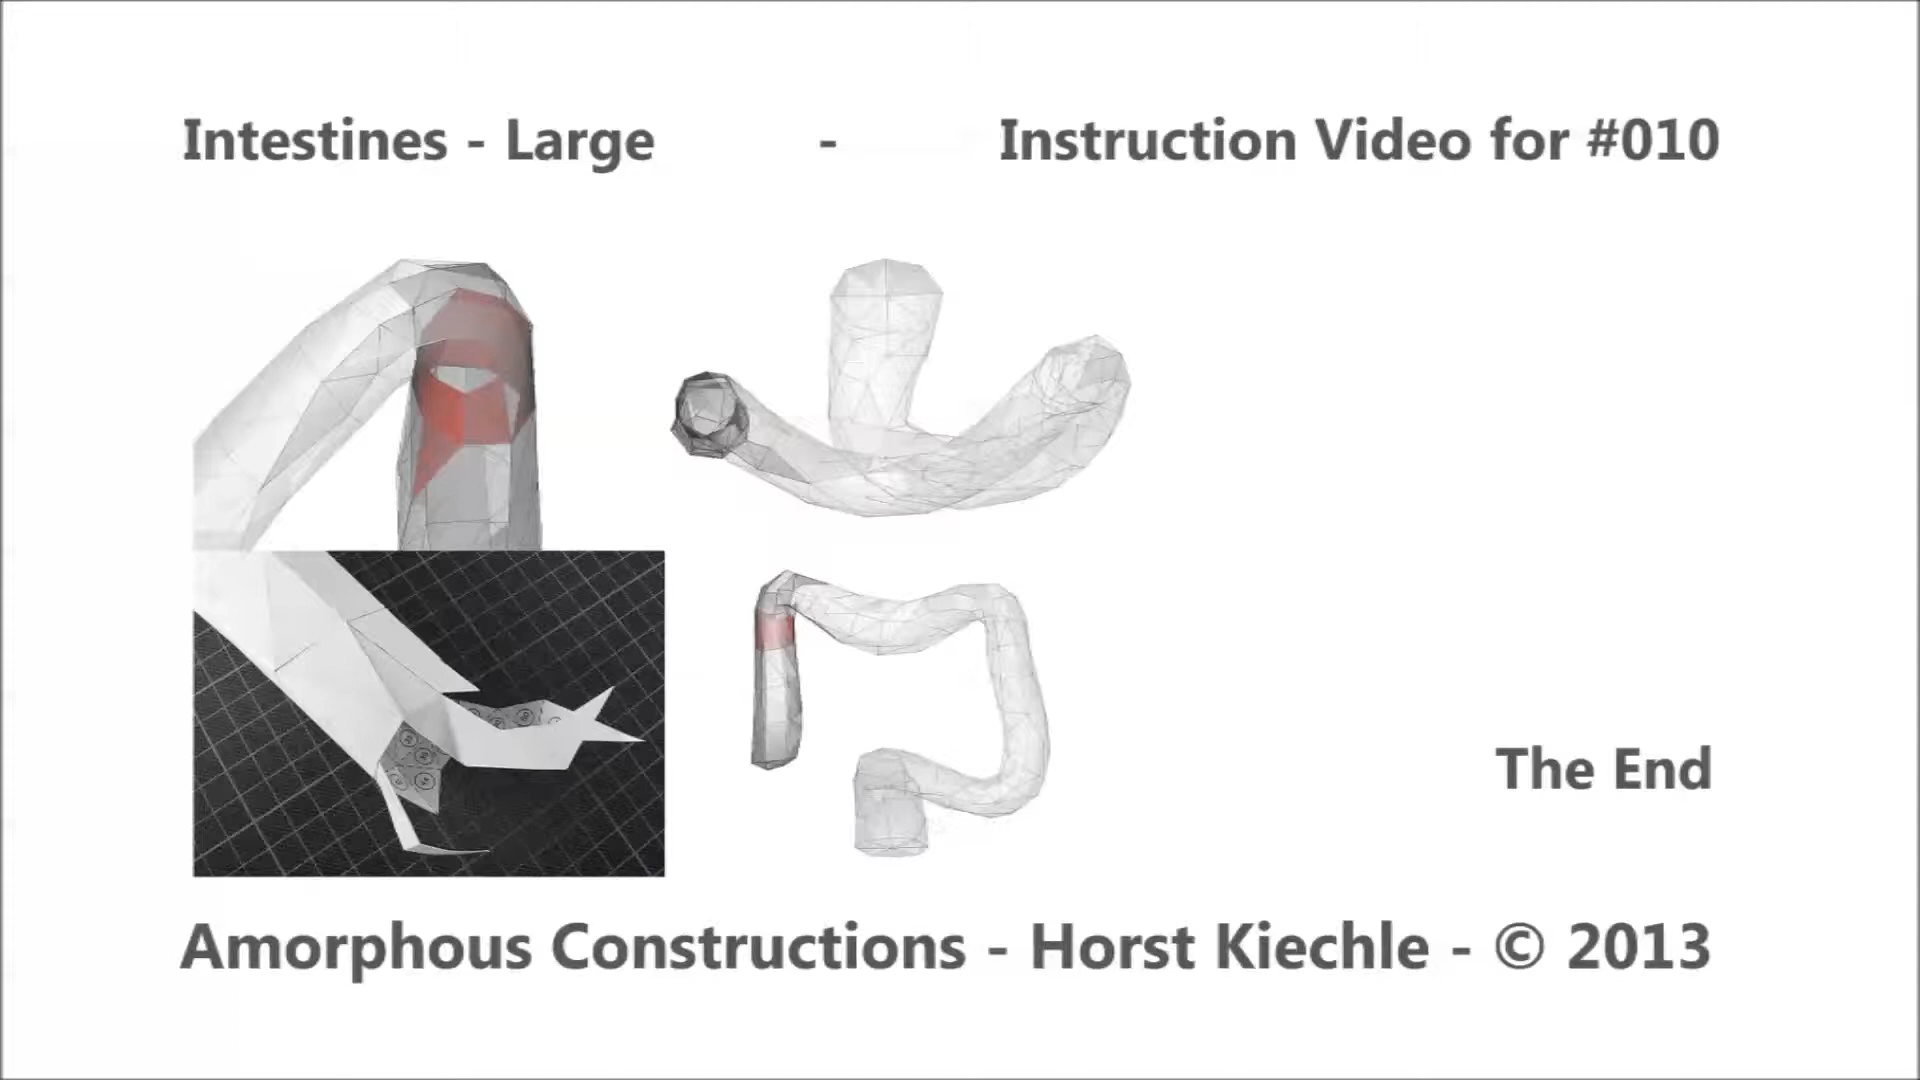 Intestines - Large - Instruction Video for #010
The End
Amorphous Constructions - Horst Kiechle - © 2013